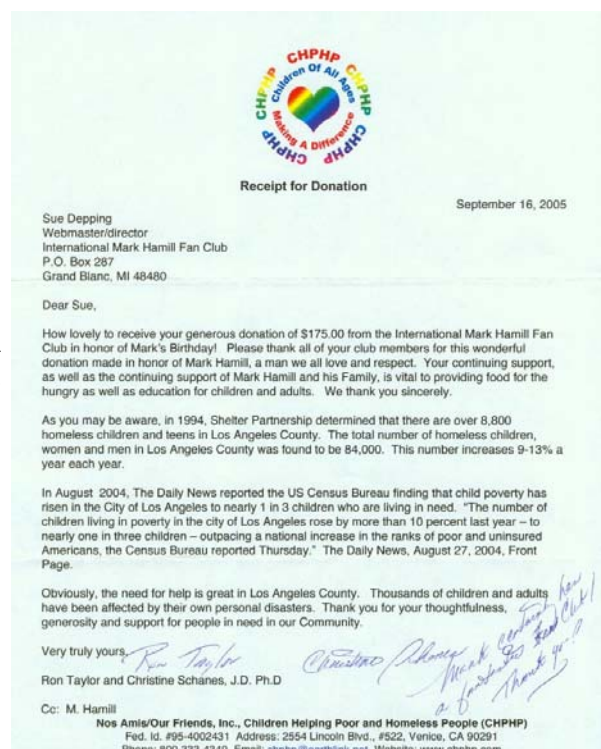 CHPHP CHPHP CHPHP CHPHP CHPHP
Children Of All Ages
Making A Difference
Receipt for Donation
September 16, 2005
Sue Depping
Webmaster/director
International Mark Hamill Fan Club
P.O. Box 287
Grand Blanc, MI 48480
Dear Sue,
How lovely to receive your generous donation of $175.00 from the International Mark Hamill Fan
Club in honor of Mark's Birthday!  Please thank all of your club members for this wonderful
donation made in honor of Mark Hamill, a man we all love and respect.  Your continuing support,
as well as the continuing support of Mark Hamill and his Family, is vital to providing food for the
hungry as well as education for children and adults.  We thank you sincerely.
As you may be aware, in 1994, Shelter Partnership determined that there are over 8,800
homeless children and teens in Los Angeles County.  The total number of homeless children,
women and men in Los Angeles County was found to be 84,000.  This number increases 9-13% a
year each year.
In August  2004, The Daily News reported the US Census Bureau finding that child poverty has
risen in the City of Los Angeles to nearly 1 in 3 children who are living in need.  "The number of
children living in poverty in the city of Los Angeles rose by more than 10 percent last year – to
nearly one in three children – outpacing a national increase in the ranks of poor and uninsured
Americans, the Census Bureau reported Thursday."  The Daily News, August 27, 2004, Front
Page.
Obviously, the need for help is great in Los Angeles County.  Thousands of children and adults
have been affected by their own personal disasters.  Thank you for your thoughtfulness,
generosity and support for people in need in our Community.
Very truly yours,
Ron Taylor
Christine Schanes
Mark certainly has
a fantastic Fan Club!
Thank you!!
Ron Taylor and Christine Schanes, J.D. Ph.D
Cc:  M. Hamill
Nos Amis/Our Friends, Inc., Children Helping Poor and Homeless People (CHPHP)
Fed. Id. #95-4002431  Address: 2554 Lincoln Blvd., #522, Venice, CA 90291